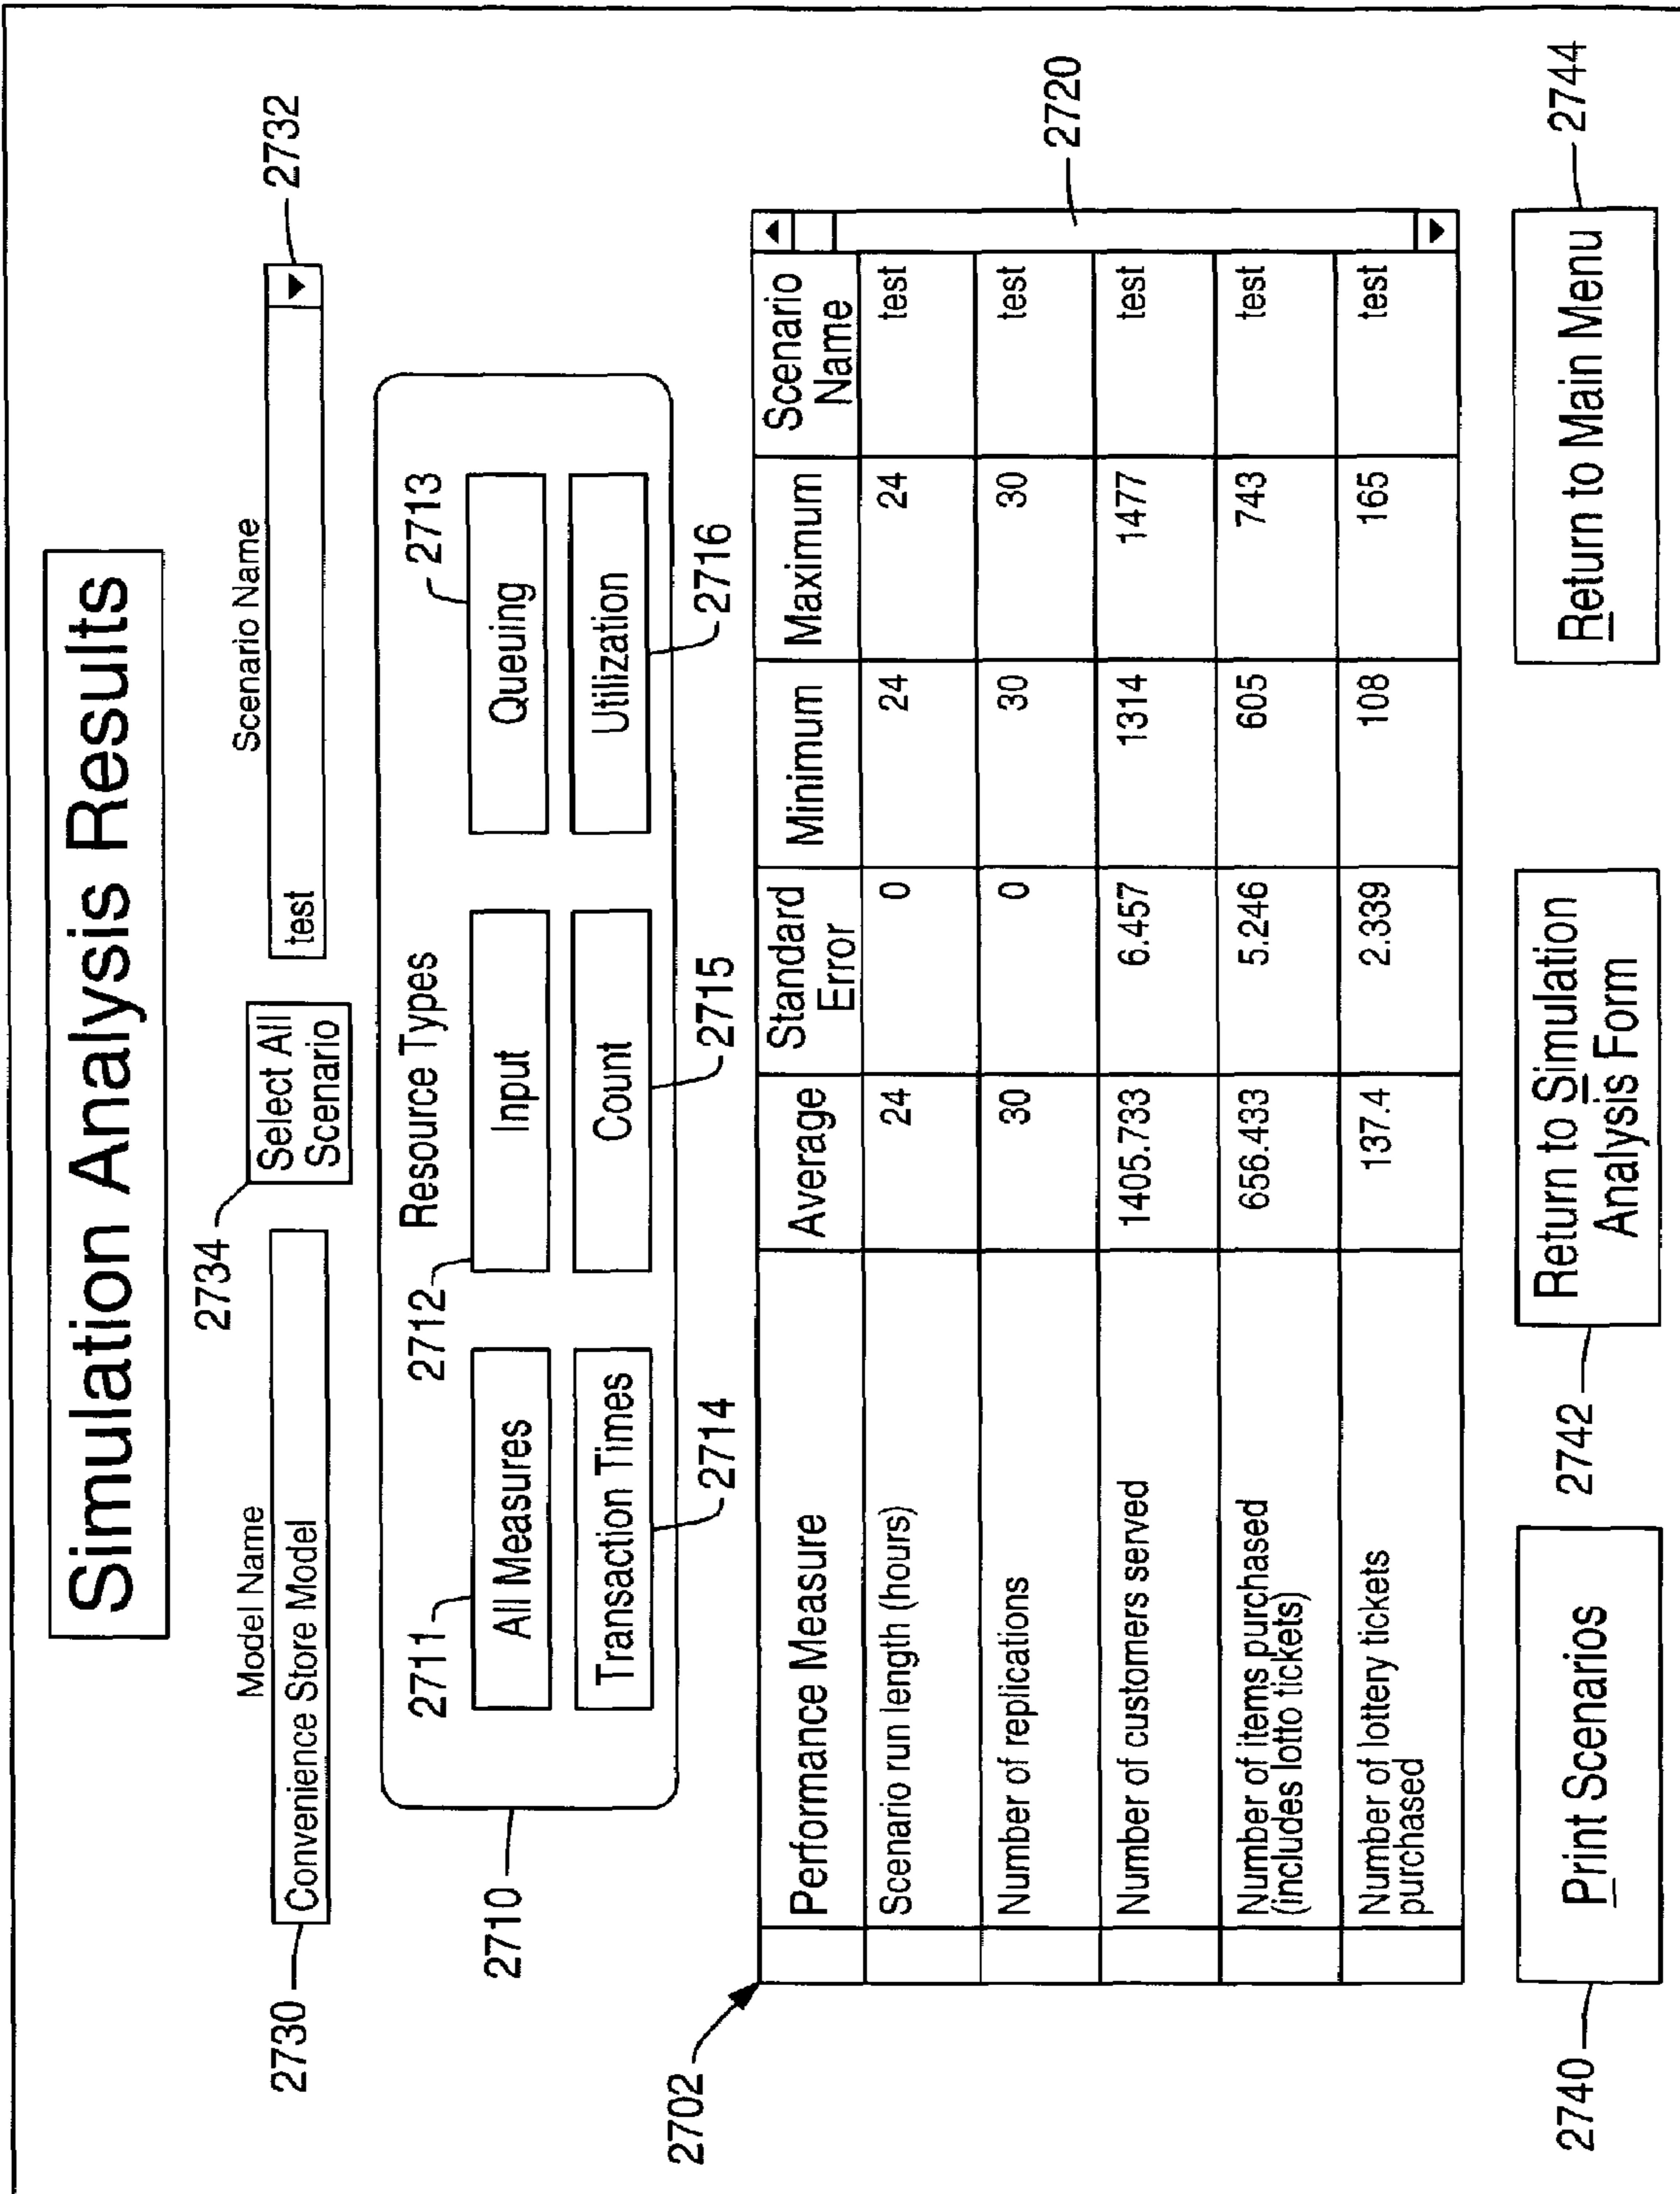 Simulation Analysis Results
2734
2732
Model Name
Scenario Name
2730
Convenience Store Model
Select All
Scenario
test
2710
Resource Types
2711
2712
2713
All Measures
Input
Queuing
Transaction Times
Count
Utilization
2714
2715
2716
2702
2720
Performance Measure Average Standard Error Minimum Maximum Scenario Name
Scenario run length (hours) 24 0 24 24 test
Number of replications 30 0 30 30 test
Number of customers served 1405.733 6.457 1314 1477 test
Number of items purchased 656.433 5.246 605 743 test
(includes lotto tickets)
Number of lottery tickets 137.4 2.339 108 165 test
purchased
2740
Print Scenarios
2742
Return to Simulation
Analysis Form
Return to Main Menu
2744